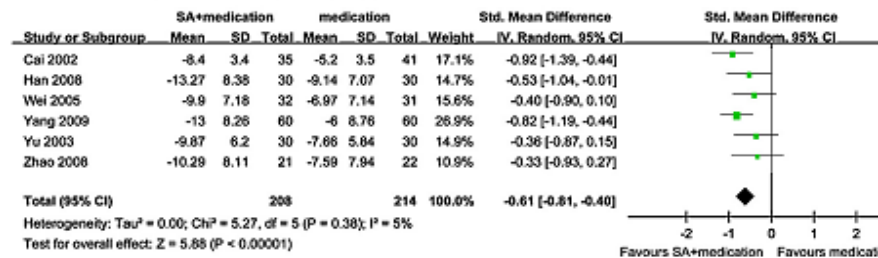 SA+medication medication Std. Mean Difference Std. Mean Difference
Study or Subgroup Mean SD Total Mean SD Total Weight IV. Random. 95% CI IV. Random. 95% CI
Cai 2002 -8.4 3.4 35 -5.2 3.5 41 17.1% -0.92 [-1.39, -0.44]
Han 2008 -13.27 8.38 30 -9.14 7.07 30 14.7% -0.53 [-1.04, -0.01]
Wei 2005 -9.9 7.18 32 -6.97 7.14 31 15.6% -0.40 [-0.90, 0.10]
Yang 2009 -13 8.26 60 -6 8.76 60 26.9% -0.82 [-1.19, -0.44]
Yu 2003 -9.87 6.2 30 -7.66 5.84 30 14.9% -0.36 [-0.87, 0.15]
Zhao 2008 -10.29 8.11 21 -7.59 7.94 22 10.9% -0.33 [-0.93, 0.27]
Total (95% CI) 208 214 100.0% -0.61 [-0.81, -0.40]
Heterogeneity: Tau² = 0.00; Chi² = 5.27, df = 5 (P = 0.38); I² = 5%
Test for overall effect: Z = 5.88 (P < 0.00001)
-2 -1 0 1 2
Favours SA+medication Favours medicat